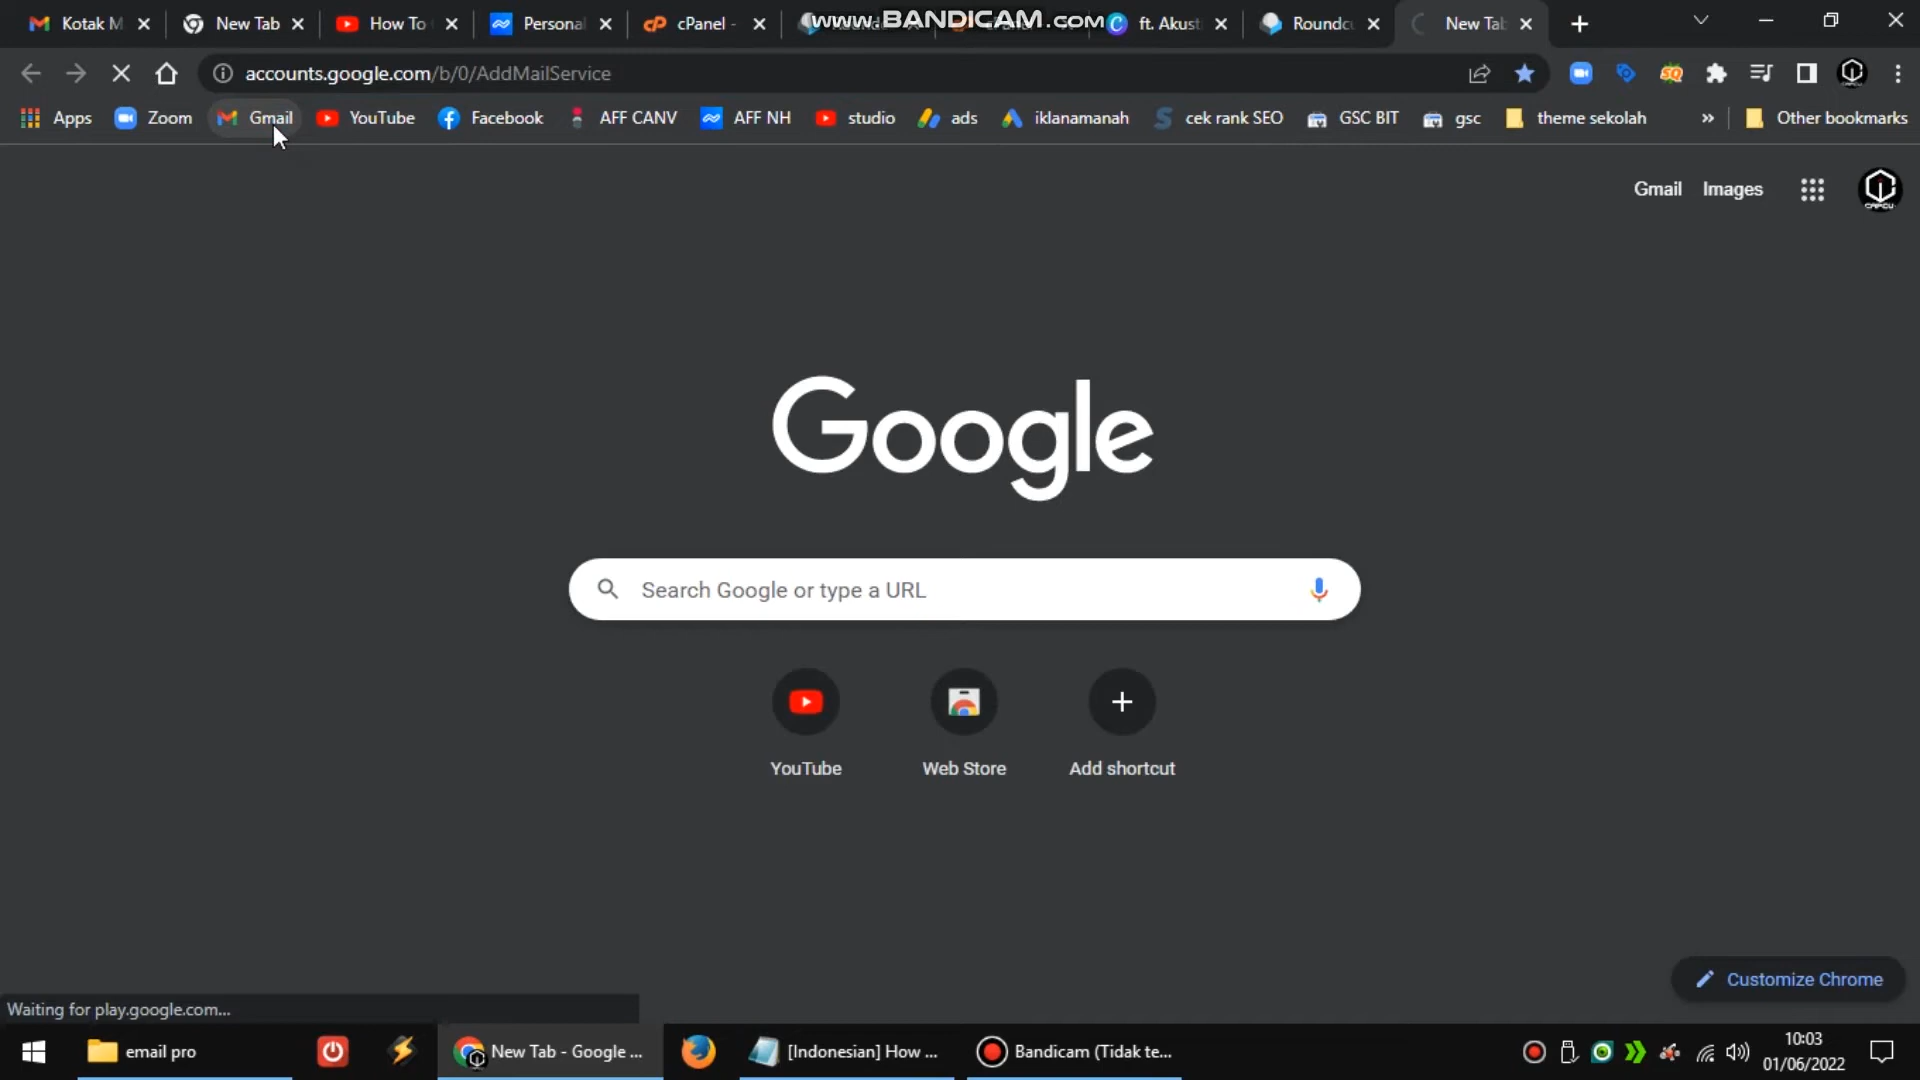 Kotak M
New Tab
How To
Personal
cPanel -
www.BANDICAM.com
ft. Akust
Roundcu
New Tab
accounts.google.com/b/0/AddMailService
Apps
Zoom
Gmail
YouTube
Facebook
AFF CANV
AFF NH
studio
ads
iklanamanah
cek rank SEO
GSC BIT
gsc
theme sekolah
»
Other bookmarks
Gmail
Images
Google
Search Google or type a URL
YouTube
Web Store
Add shortcut
Customize Chrome
Waiting for play.google.com...
email pro
New Tab - Google ...
[Indonesian] How ...
Bandicam (Tidak te...
10:03
01/06/2022